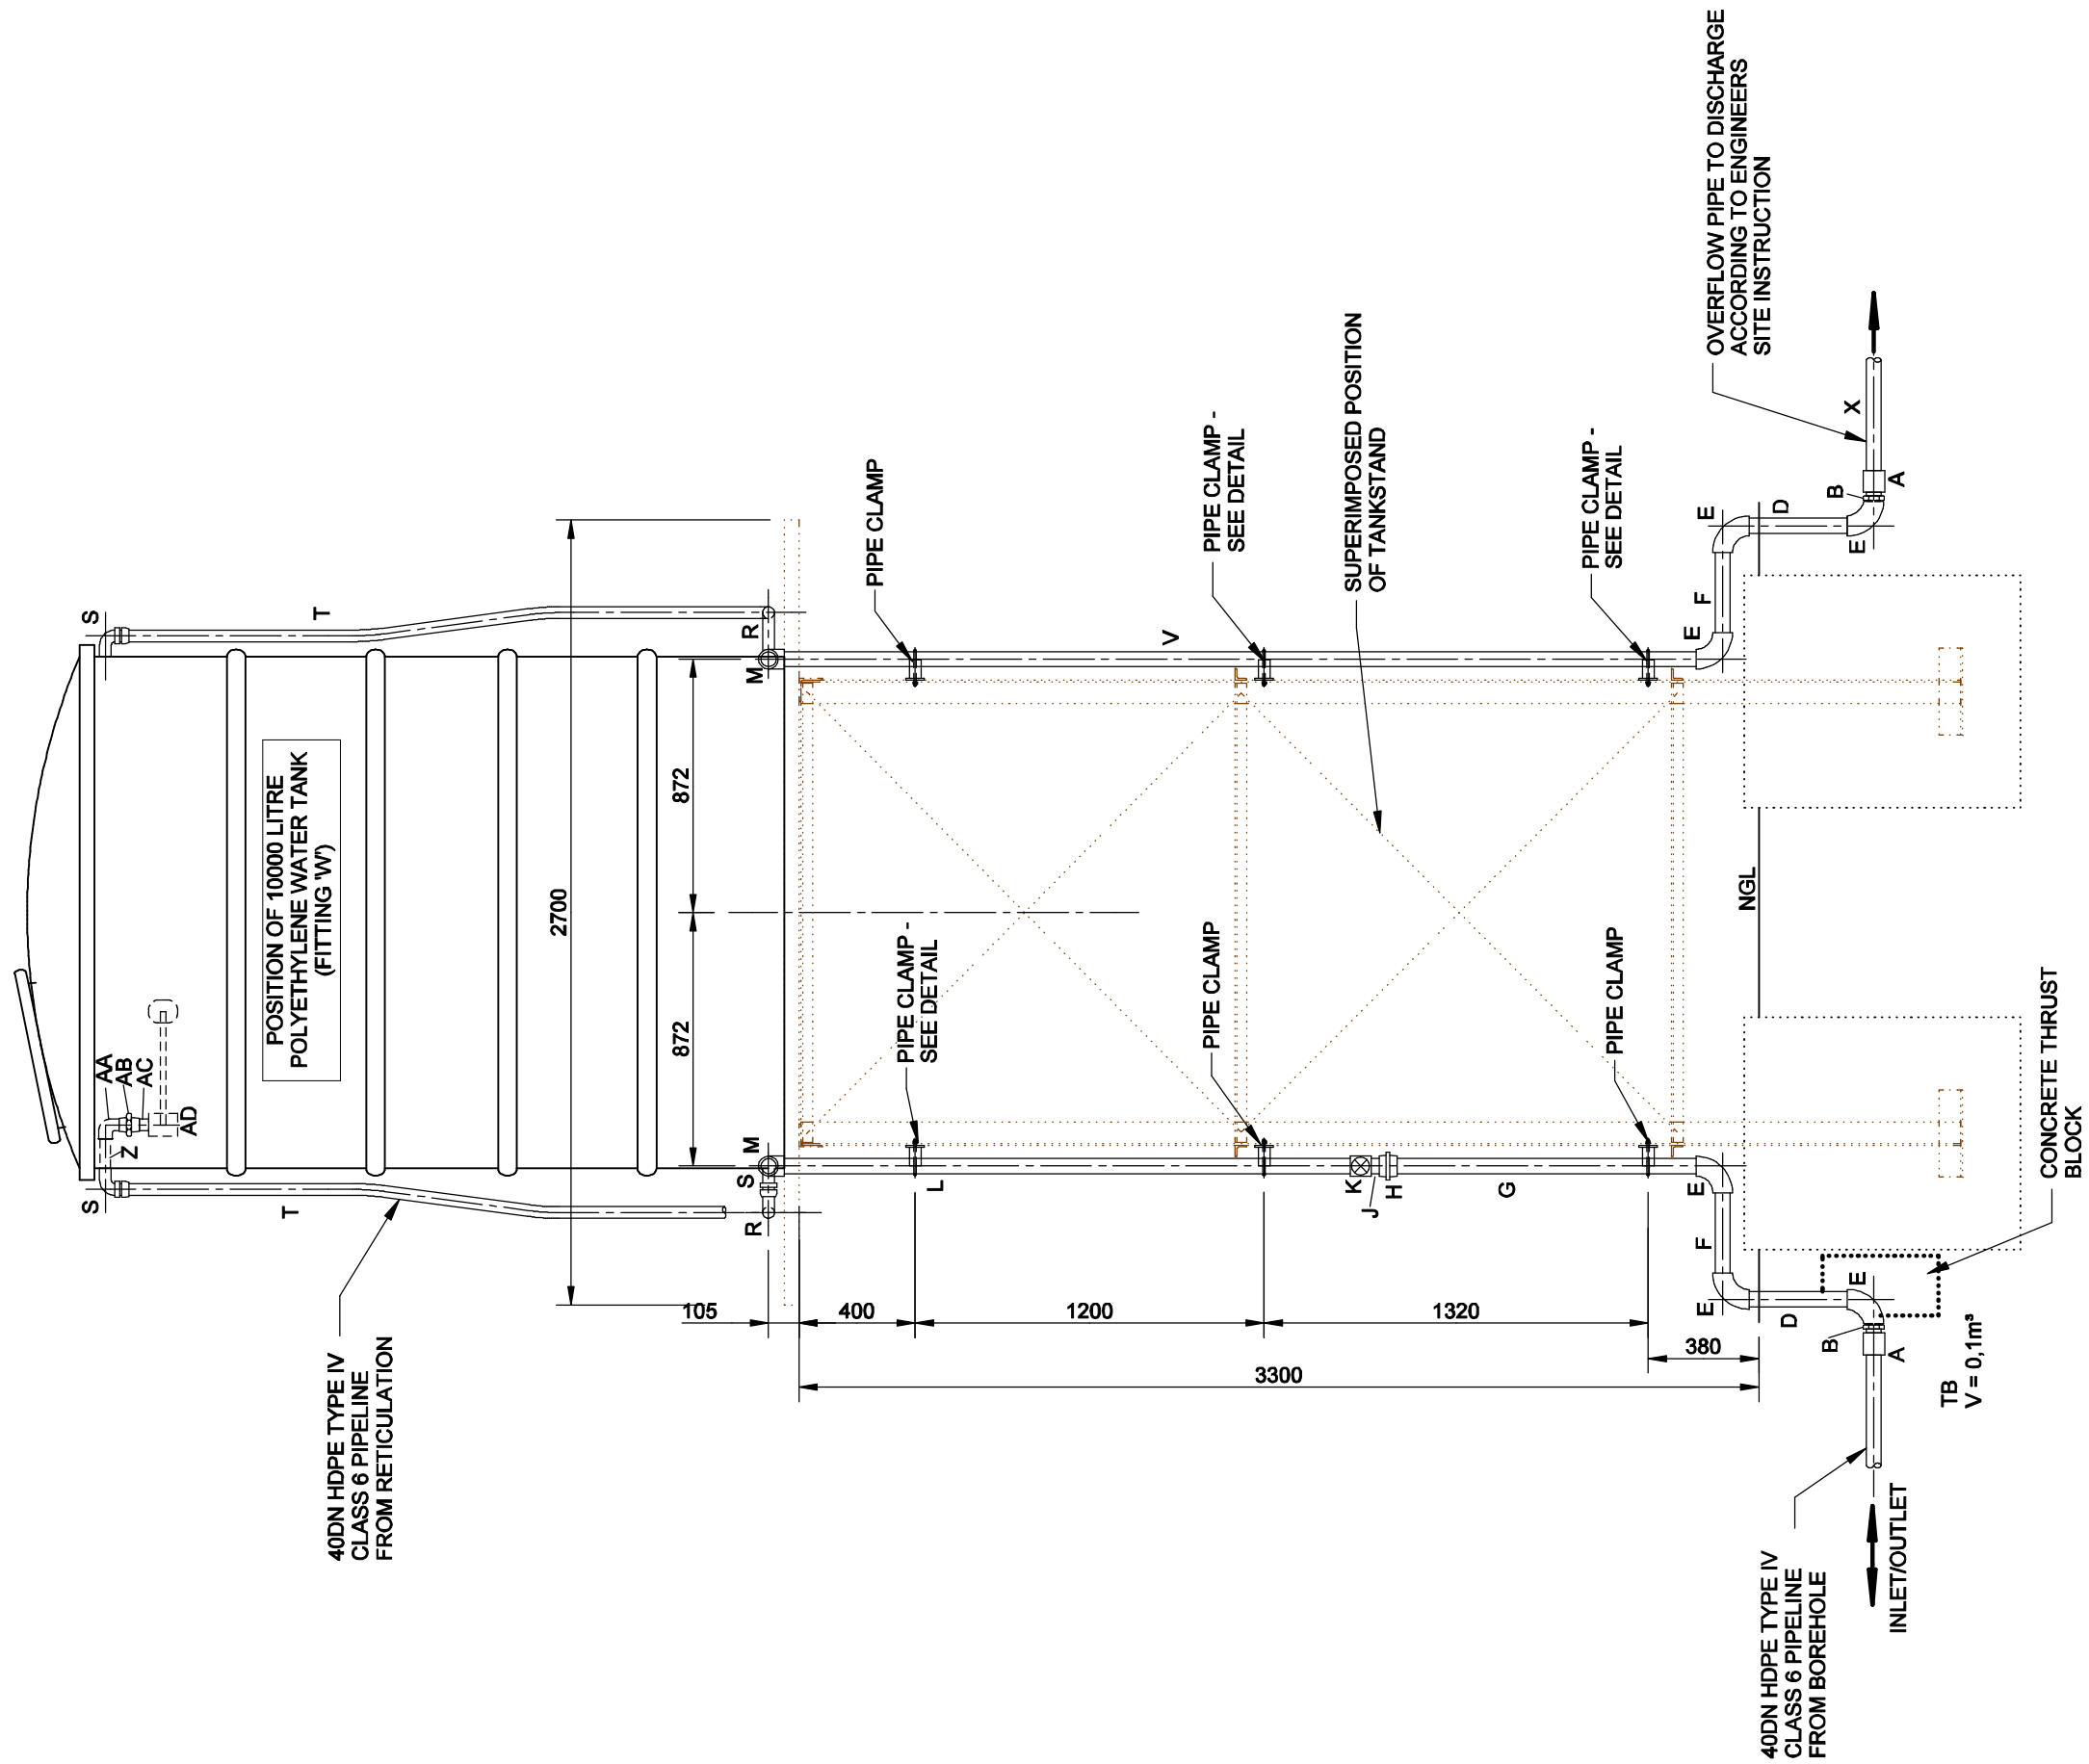 S
T
S
T
Z
AA
AB
AC
AD
POSITION OF 10000 LITRE
POLYETHYLENE WATER TANK
(FITTING 'W')
40DN HDPE TYPE IV
CLASS 6 PIPELINE
FROM RETICULATION
2700
872
872
R
S
M
M
R
105
400
1200
1320
380
3300
PIPE CLAMP -
SEE DETAIL
PIPE CLAMP
PIPE CLAMP
PIPE CLAMP
PIPE CLAMP -
SEE DETAIL
PIPE CLAMP -
SEE DETAIL
SUPERIMPOSED POSITION
OF TANKSTAND
L
K
J
H
G
V
E
F
E
D
E
B
A
E
F
E
D
E
B
A
X
NGL
OVERFLOW PIPE TO DISCHARGE
ACCORDING TO ENGINEERS
SITE INSTRUCTION
CONCRETE THRUST
BLOCK
TB
V = 0,1m³
40DN HDPE TYPE IV
CLASS 6 PIPELINE
FROM BOREHOLE
INLET/OUTLET